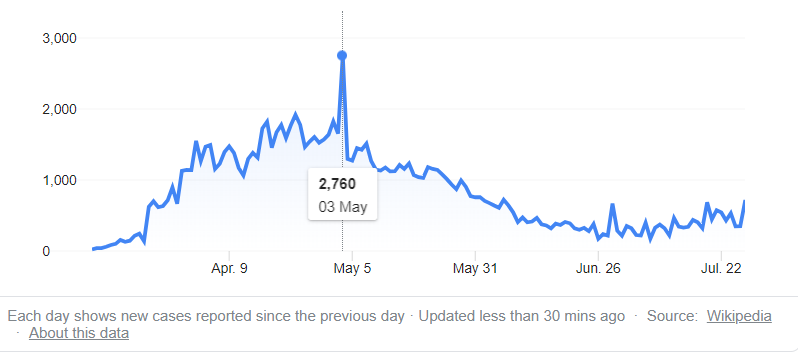 3,000
2,000
1,000
0
2,760
03 May
Apr. 9 May 5 May 31 Jun. 26 Jul. 22
Each day shows new cases reported since the previous day · Updated less than 30 mins ago · Source: Wikipedia
· About this data